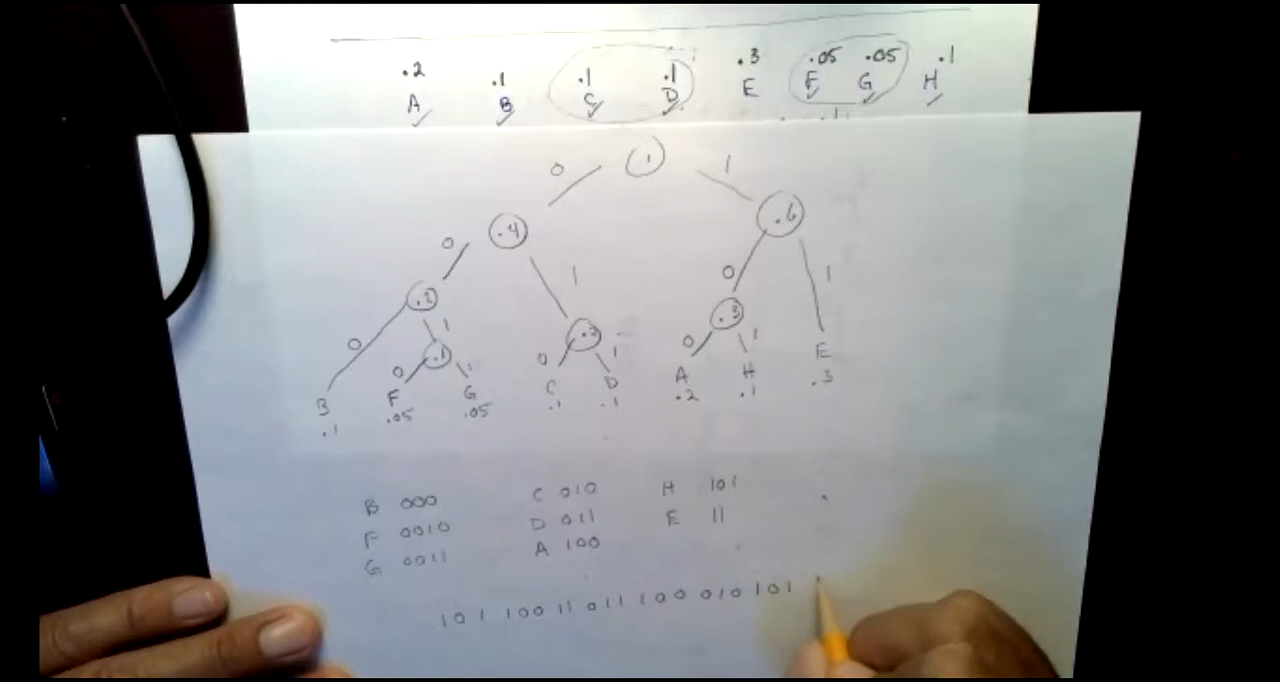 .2 .1 .1 .1 .3 .05 .05 .1
A B C D E F G H
1
0 1
.4 .6
0 1 0 1
.2 .2 .3
0 1 0 1 0 1
.1
0 1
B F G C D A H E
.1 .05 .05 .1 .1 .2 .1 .3
B 000 C 010 H 101
F 0010 D 011 E 11
G 0011 A 100
101 100 11 011 100 010 101